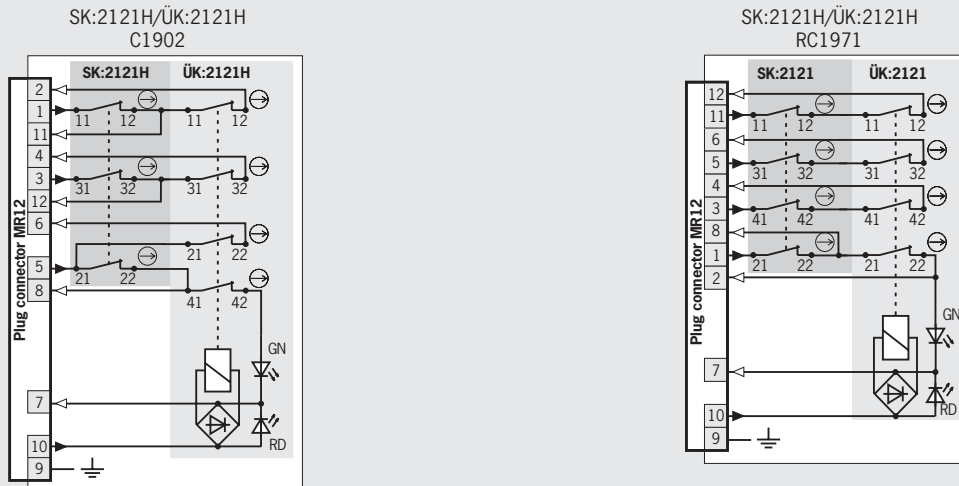 SK:2121H/ÜK:2121H
C1902
SK:2121H ÜK:2121H
Plug connector MR12
2
1
11 12 11 12
11
4
3
31 32 31 32
12
6
21 22
5
21 22
8
41 42
GN
7
RD
10
9
SK:2121H/ÜK:2121H
RC1971
SK:2121 ÜK:2121
Plug connector MR12
12
11
11 12 11 12
6
5
31 32 31 32
4
3
41 42 41 42
8
1
21 22 21 22
2
GN
7
RD
10
9